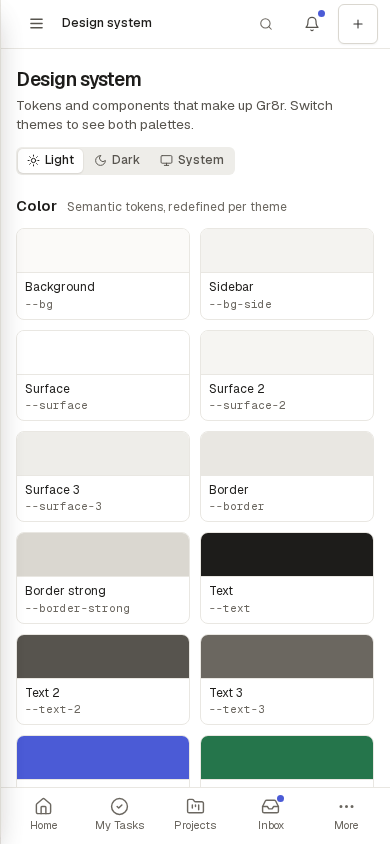 Design system
Design system
Tokens and components that make up Gr8r. Switch
themes to see both palettes.
Light Dark System
Color Semantic tokens, redefined per theme
Background
--bg
Sidebar
--bg-side
Surface
--surface
Surface 2
--surface-2
Surface 3
--surface-3
Border
--border
Border strong
--border-strong
Text
--text
Text 2
--text-2
Text 3
--text-3
Home My Tasks Projects Inbox More